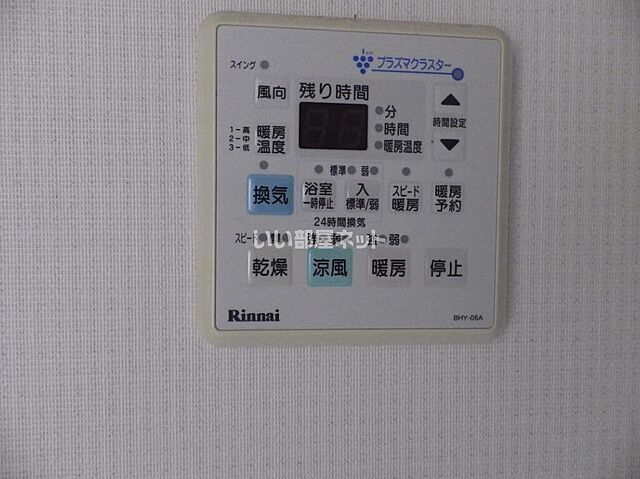 プラズマクラスター
スイング
風向
残り時間
分
時間
暖房温度
時間設定
1-高
2-中
3-低
暖房
温度
標準 弱
換気
浴室
一時停止
入
標準/弱
スピード
暖房
暖房
予約
24時間換気
いい部屋ネット
乾燥
涼風
暖房
停止
Rinnai
BHY-06A